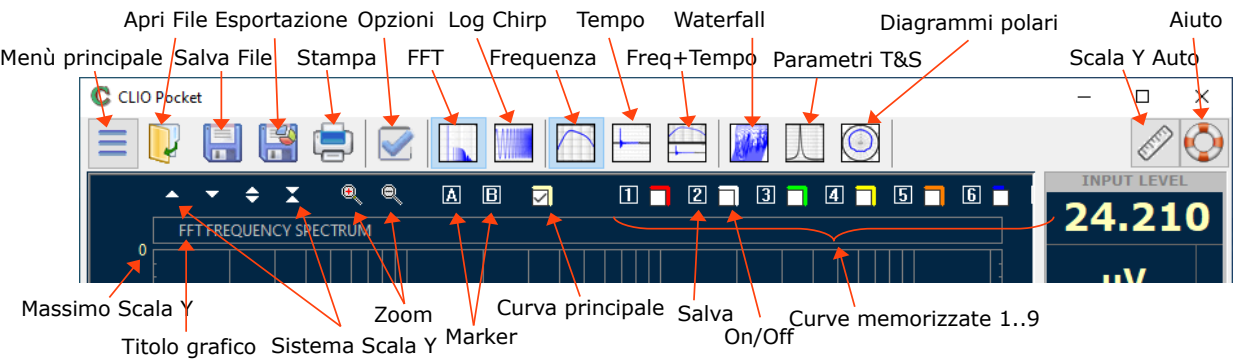 Apri File Esportazione Opzioni Log Chirp Tempo Waterfall Diagrammi polari Aiuto
Menù principale Salva File Stampa FFT Frequenza Freq+Tempo Parametri T&S Scala Y Auto
CLIO Pocket
A B 1 2 3 4 5 6
INPUT LEVEL
24.210
FFT FREQUENCY SPECTRUM
0
uV
Massimo Scala Y Zoom Curva principale Salva Curve memorizzate 1..9
Titolo grafico Sistema Scala Y Marker On/Off